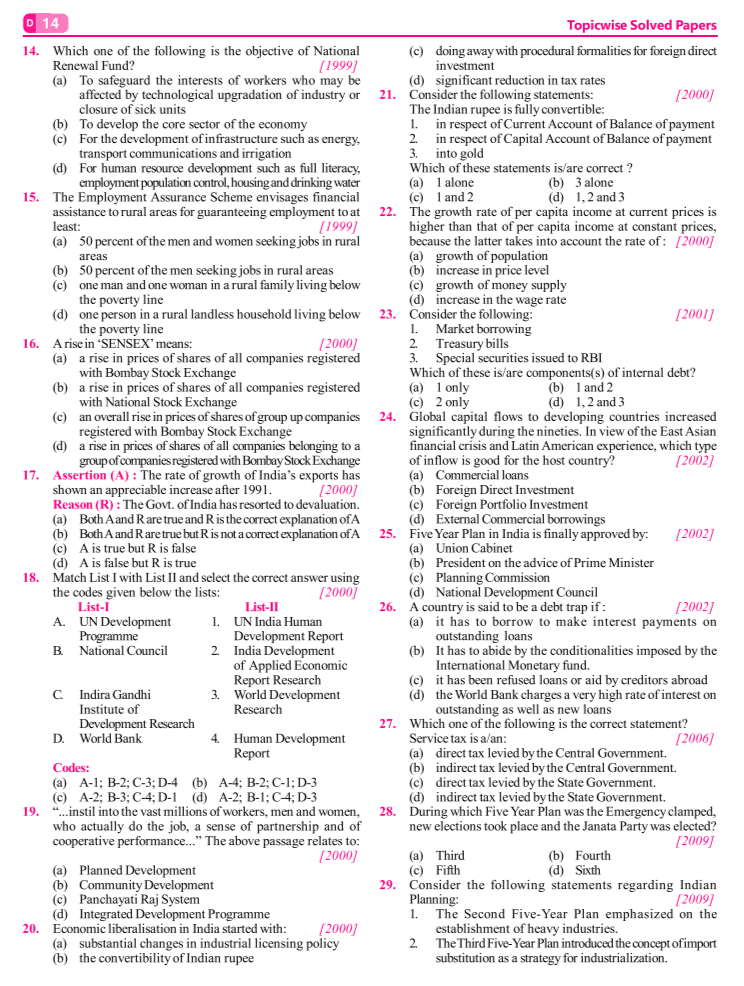 D 14
Topicwise Solved Papers
14. Which one of the following is the objective of National
Renewal Fund? [1999]
(a) To safeguard the interests of workers who may be
affected by technological upgradation of industry or
closure of sick units
(b) To develop the core sector of the economy
(c) For the development of infrastructure such as energy,
transport communications and irrigation
(d) For human resource development such as full literacy,
employment population control, housing and drinking water
15. The Employment Assurance Scheme envisages financial
assistance to rural areas for guaranteeing employment to at
least: [1999]
(a) 50 percent of the men and women seeking jobs in rural
areas
(b) 50 percent of the men seeking jobs in rural areas
(c) one man and one woman in a rural family living below
the poverty line
(d) one person in a rural landless household living below
the poverty line
16. A rise in ‘SENSEX’ means: [2000]
(a) a rise in prices of shares of all companies registered
with Bombay Stock Exchange
(b) a rise in prices of shares of all companies registered
with National Stock Exchange
(c) an overall rise in prices of shares of group up companies
registered with Bombay Stock Exchange
(d) a rise in prices of shares of all companies belonging to a
group of companies registered with Bombay Stock Exchange
17. Assertion (A) : The rate of growth of India’s exports has
shown an appreciable increase after 1991. [2000]
Reason (R) : The Govt. of India has resorted to devaluation.
(a) Both A and R are true and R is the correct explanation of A
(b) Both A and R are true but R is not a correct explanation of A
(c) A is true but R is false
(d) A is false but R is true
18. Match List I with List II and select the correct answer using
the codes given below the lists: [2000]
List-I List-II
A. UN Development 1. UN India Human
Programme Development Report
B. National Council 2. India Development
of Applied Economic
Report Research
C. Indira Gandhi 3. World Development
Institute of Research
Development Research
D. World Bank 4. Human Development
Report
Codes:
(a) A-1; B-2; C-3; D-4 (b) A-4; B-2; C-1; D-3
(c) A-2; B-3; C-4; D-1 (d) A-2; B-1; C-4; D-3
19. “...instil into the vast millions of workers, men and women,
who actually do the job, a sense of partnership and of
cooperative performance...” The above passage relates to:
[2000]
(a) Planned Development
(b) Community Development
(c) Panchayati Raj System
(d) Integrated Development Programme
20. Economic liberalisation in India started with: [2000]
(a) substantial changes in industrial licensing policy
(b) the convertibility of Indian rupee
(c) doing away with procedural formalities for foreign direct
investment
(d) significant reduction in tax rates
21. Consider the following statements: [2000]
The Indian rupee is fully convertible:
1. in respect of Current Account of Balance of payment
2. in respect of Capital Account of Balance of payment
3. into gold
Which of these statements is/are correct ?
(a) 1 alone (b) 3 alone
(c) 1 and 2 (d) 1, 2 and 3
22. The growth rate of per capita income at current prices is
higher than that of per capita income at constant prices,
because the latter takes into account the rate of : [2000]
(a) growth of population
(b) increase in price level
(c) growth of money supply
(d) increase in the wage rate
23. Consider the following: [2001]
1. Market borrowing
2. Treasury bills
3. Special securities issued to RBI
Which of these is/are components(s) of internal debt?
(a) 1 only (b) 1 and 2
(c) 2 only (d) 1, 2 and 3
24. Global capital flows to developing countries increased
significantly during the nineties. In view of the East Asian
financial crisis and Latin American experience, which type
of inflow is good for the host country? [2002]
(a) Commercial loans
(b) Foreign Direct Investment
(c) Foreign Portfolio Investment
(d) External Commercial borrowings
25. Five Year Plan in India is finally approved by: [2002]
(a) Union Cabinet
(b) President on the advice of Prime Minister
(c) Planning Commission
(d) National Development Council
26. A country is said to be a debt trap if : [2002]
(a) it has to borrow to make interest payments on
outstanding loans
(b) It has to abide by the conditionalities imposed by the
International Monetary fund.
(c) it has been refused loans or aid by creditors abroad
(d) the World Bank charges a very high rate of interest on
outstanding as well as new loans
27. Which one of the following is the correct statement?
Service tax is a/an: [2006]
(a) direct tax levied by the Central Government.
(b) indirect tax levied by the Central Government.
(c) direct tax levied by the State Government.
(d) indirect tax levied by the State Government.
28. During which Five Year Plan was the Emergency clamped,
new elections took place and the Janata Party was elected?
[2009]
(a) Third (b) Fourth
(c) Fifth (d) Sixth
29. Consider the following statements regarding Indian
Planning: [2009]
1. The Second Five-Year Plan emphasized on the
establishment of heavy industries.
2. The Third Five-Year Plan introduced the concept of import
substitution as a strategy for industrialization.